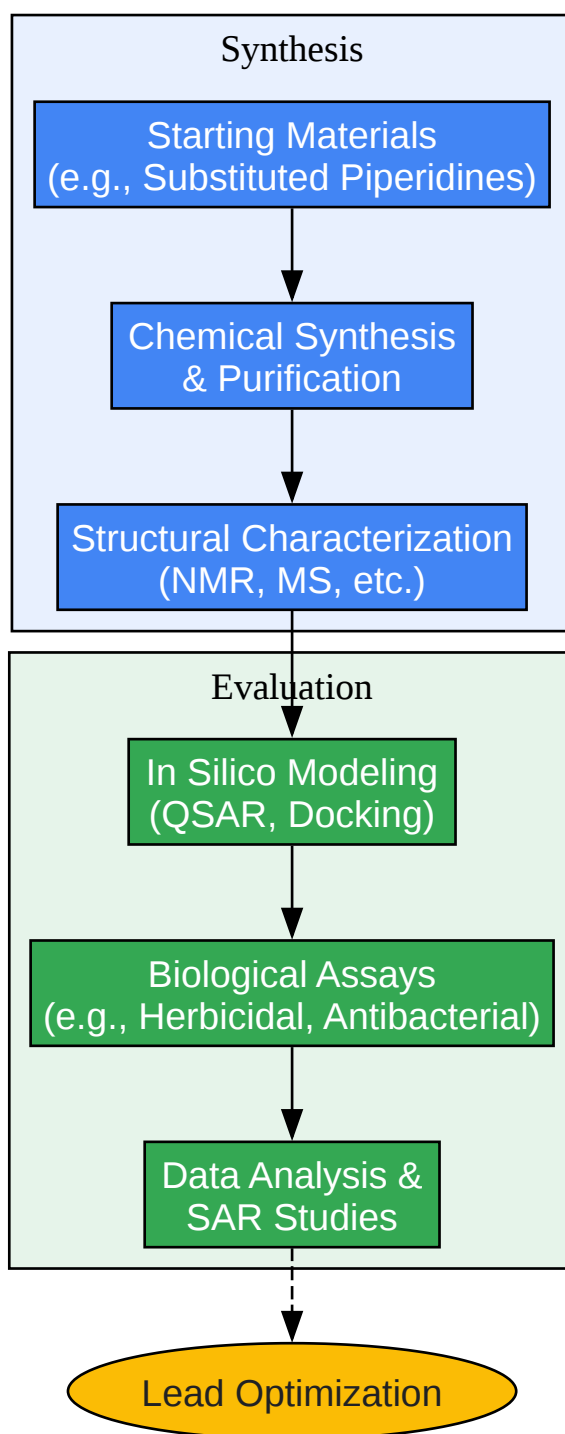 Synthesis
Starting Materials
(e.g., Substituted Piperidines)
Chemical Synthesis
& Purification
Structural Characterization
(NMR, MS, etc.)
Evaluation
In Silico Modeling
(QSAR, Docking)
Biological Assays
(e.g., Herbicidal, Antibacterial)
Data Analysis &
SAR Studies
Lead Optimization